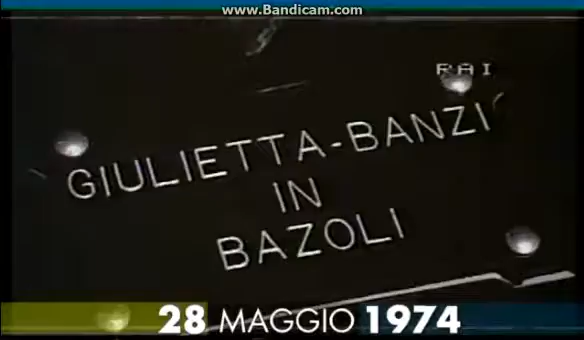 www.Bandicam.com
RAI
GIULIETTA-BANZI
IN
BAZOLI
28 MAGGIO 1974